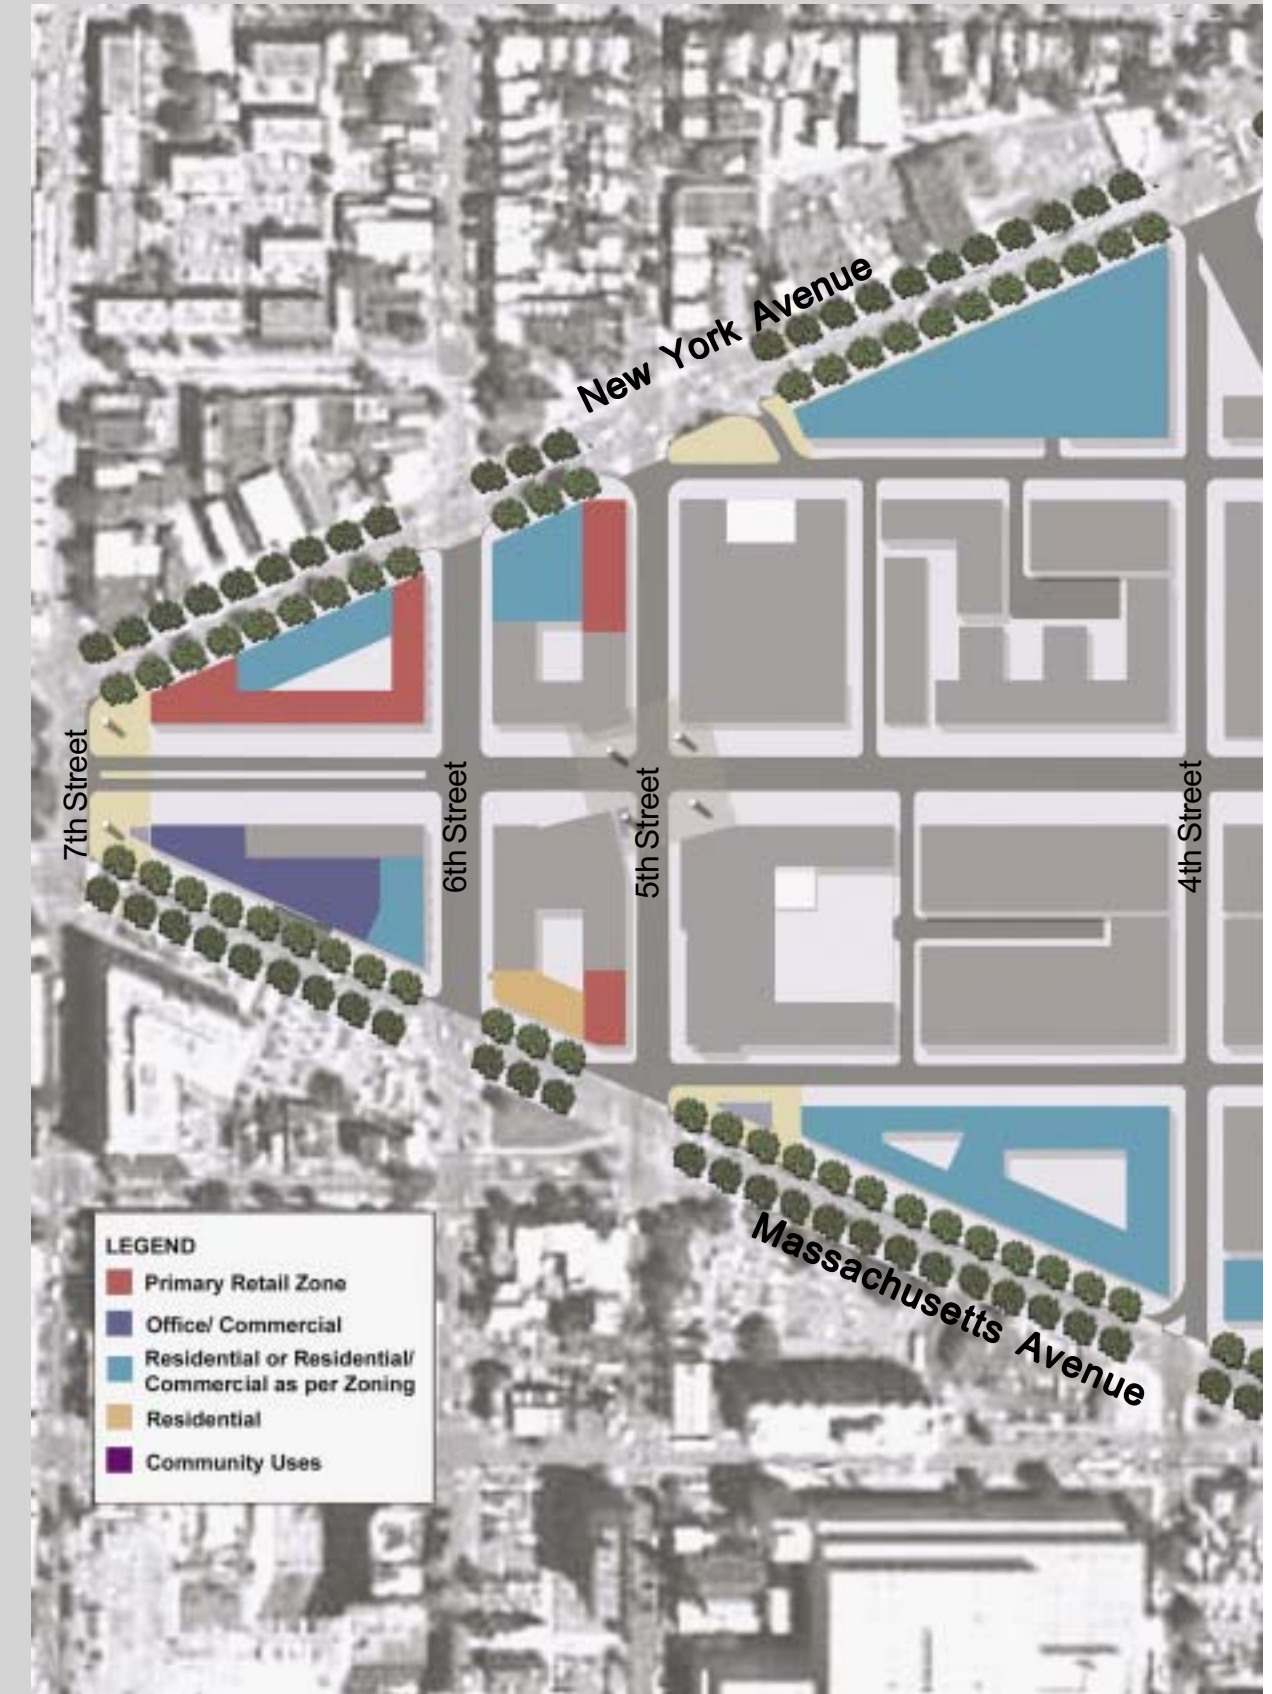 New York Avenue
7th Street
6th Street
5th Street
4th Street
Massachusetts Avenue
LEGEND
Primary Retail Zone
Office/ Commercial
Residential or Residential/
Commercial as per Zoning
Residential
Community Uses